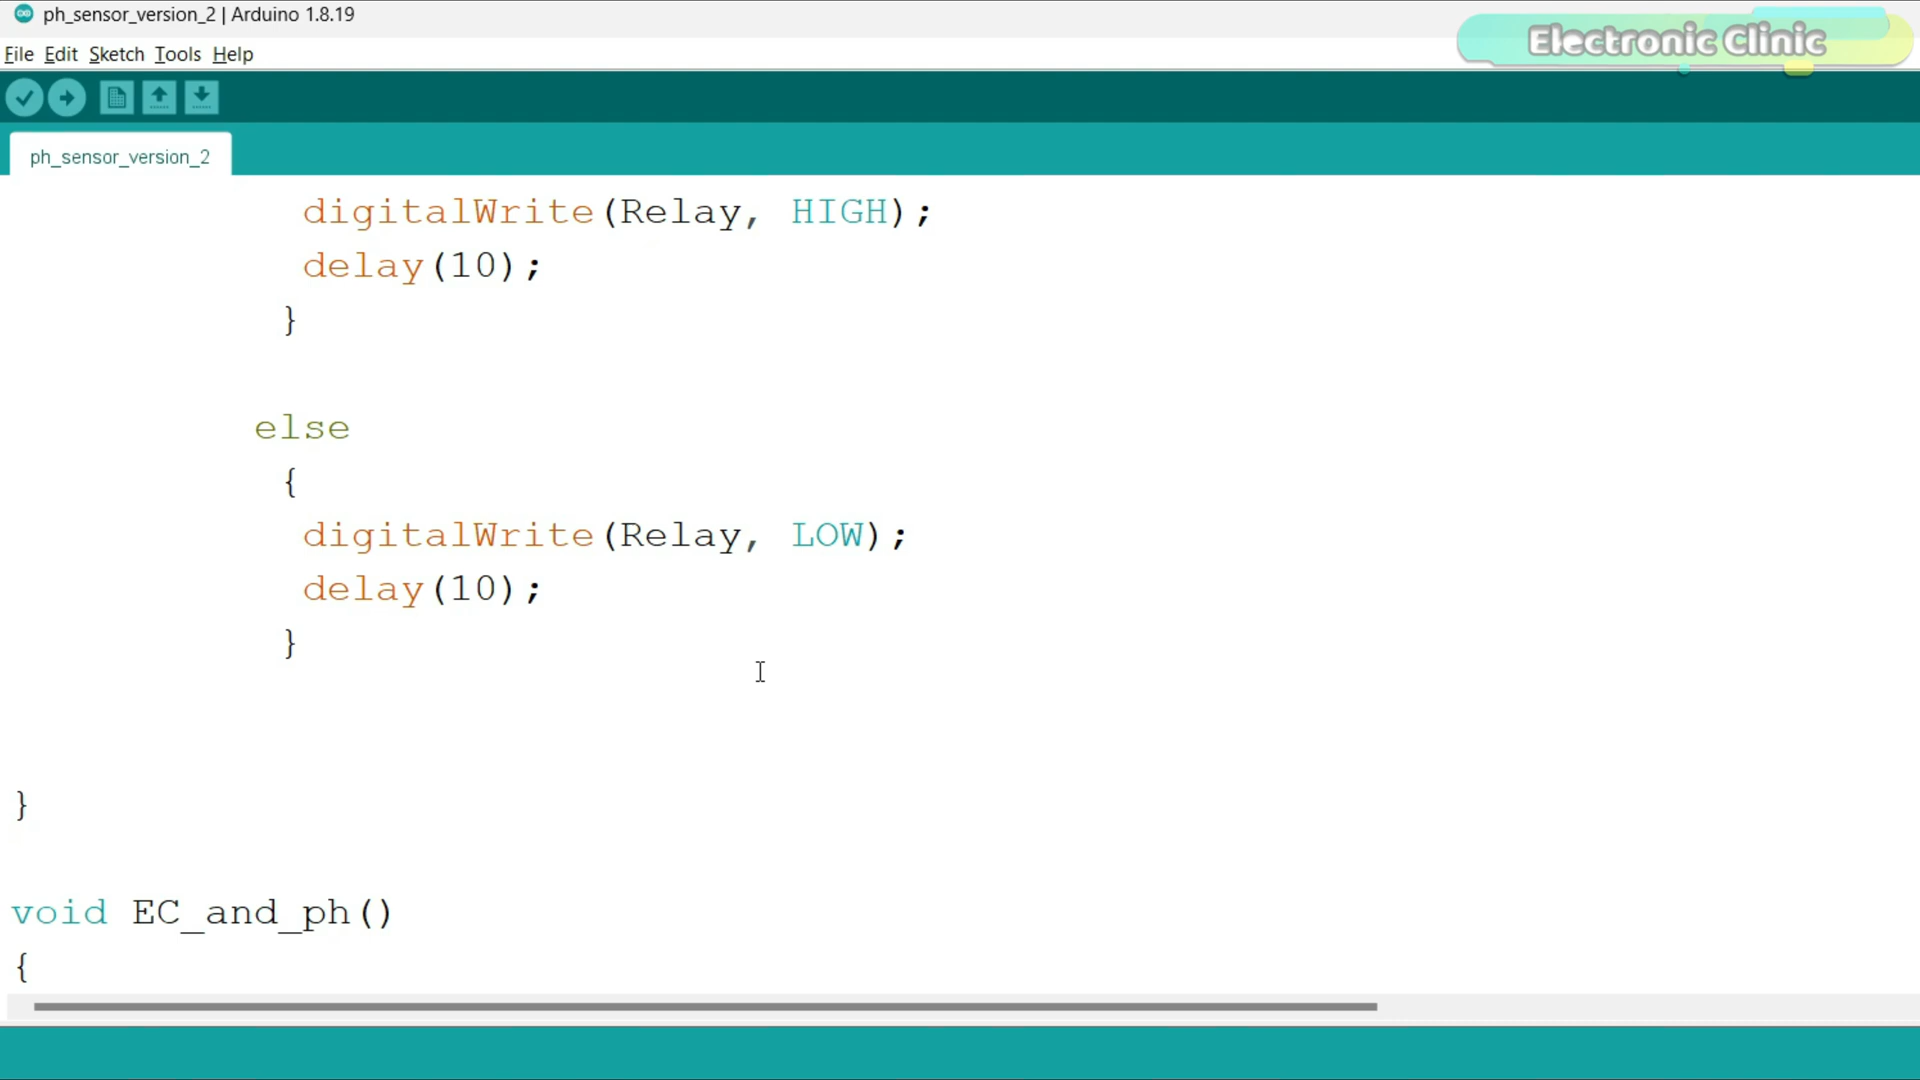 ph_sensor_version_2 | Arduino 1.8.19
File Edit Sketch Tools Help
Electronic Clinic
ph_sensor_version_2
digitalWrite(Relay, HIGH);
delay(10);
}
else
{
digitalWrite(Relay, LOW);
delay(10);
}
}
void EC_and_ph()
{